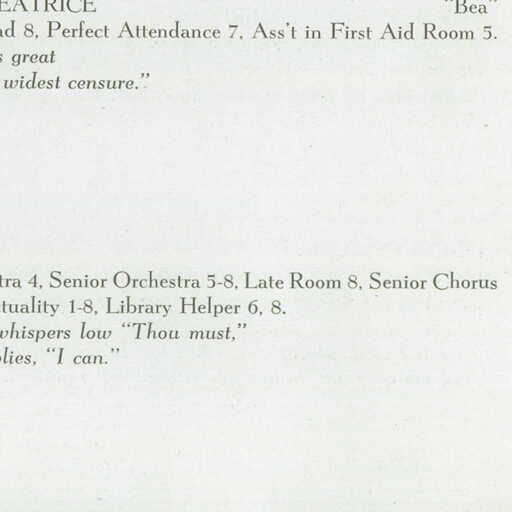 EATRICE "Bea"
ad 8, Perfect Attendance 7, Ass't in First Aid Room 5.
s great
widest censure."
tra 4, Senior Orchestra 5-8, Late Room 8, Senior Chorus
ctuality 1-8, Library Helper 6, 8.
whispers low "Thou must,"
plies, "I can."